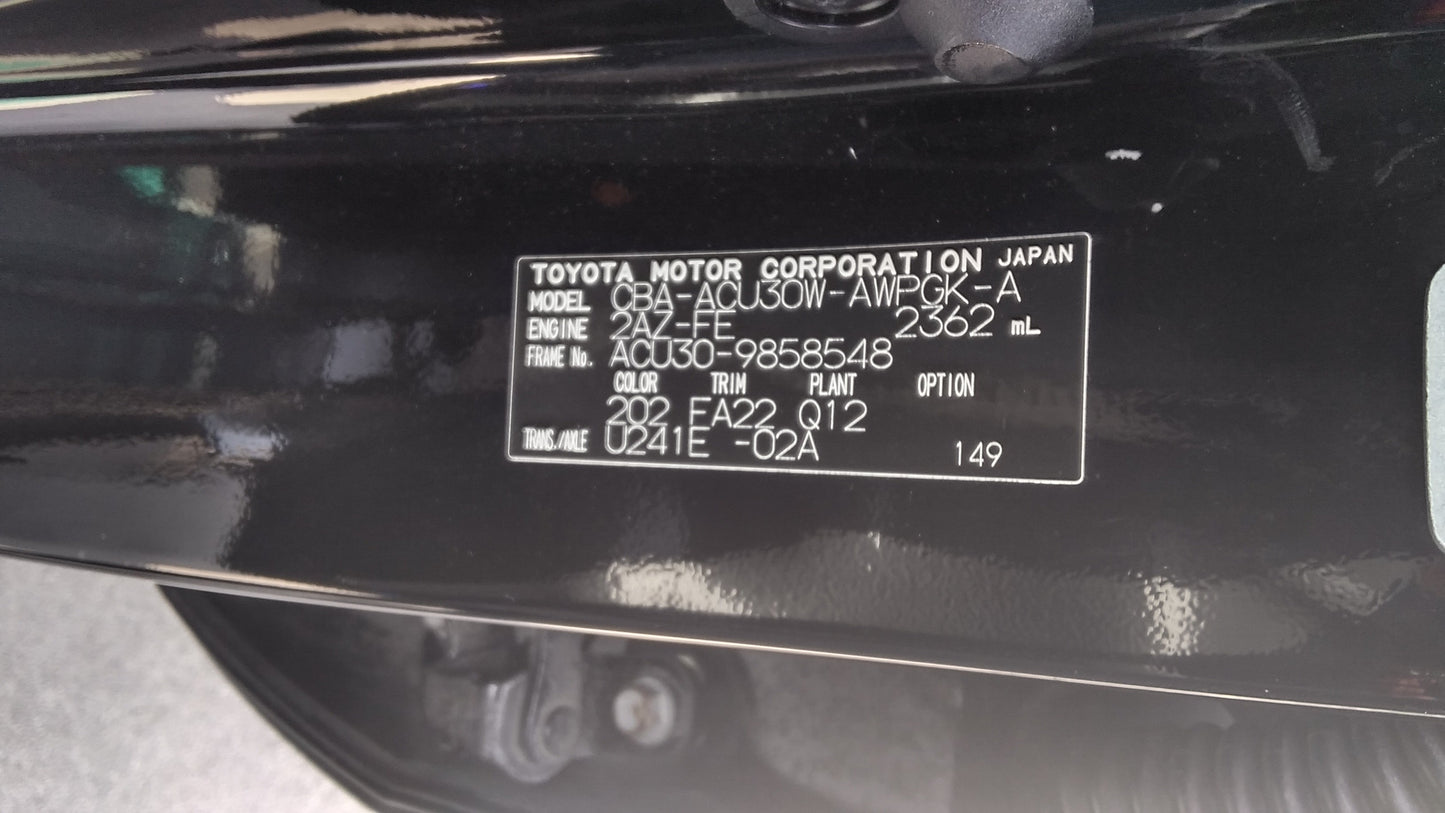 TOYOTA MOTOR CORPORATION JAPAN
MODEL CBA-ACU30W-AWPGK-A
ENGINE 2AZ-FE 2362 mL
FRAME No. ACU30-9858548
COLOR TRIM PLANT OPTION
202 FA22 Q12
TRANS./AXLE U241E -02A 149